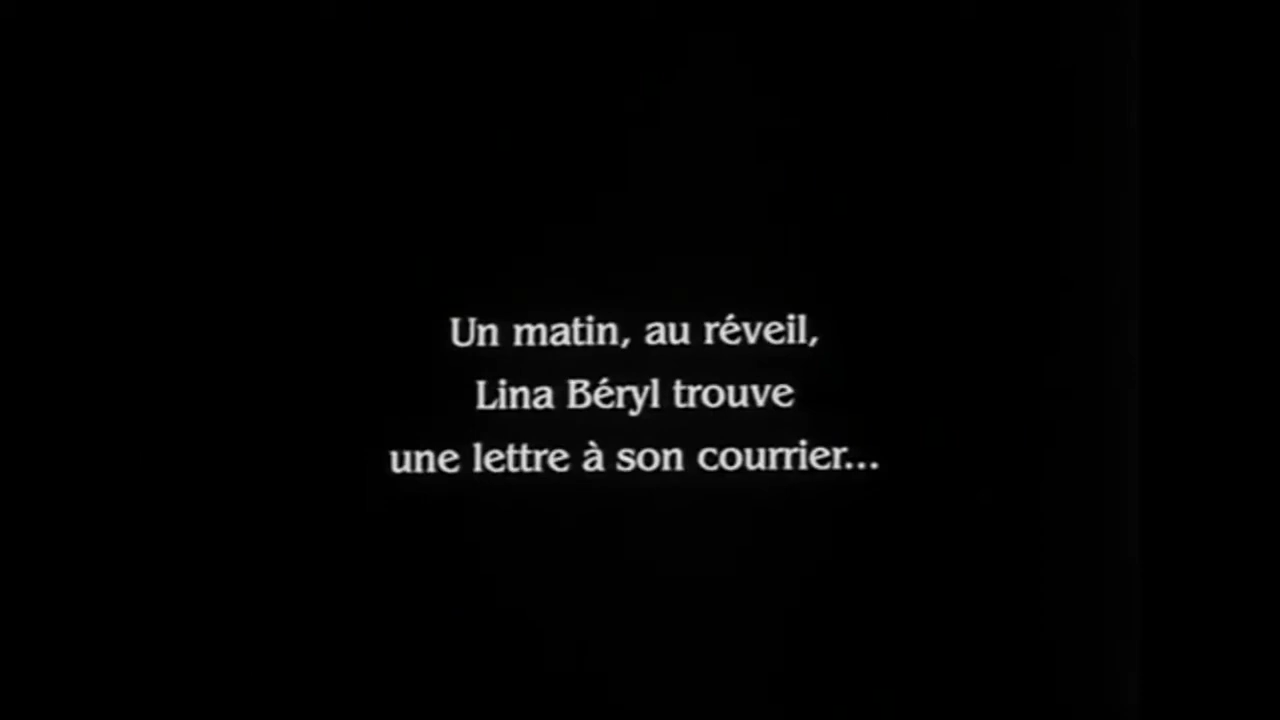 Un matin, au réveil,
Lina Béryl trouve
une lettre à son courrier...